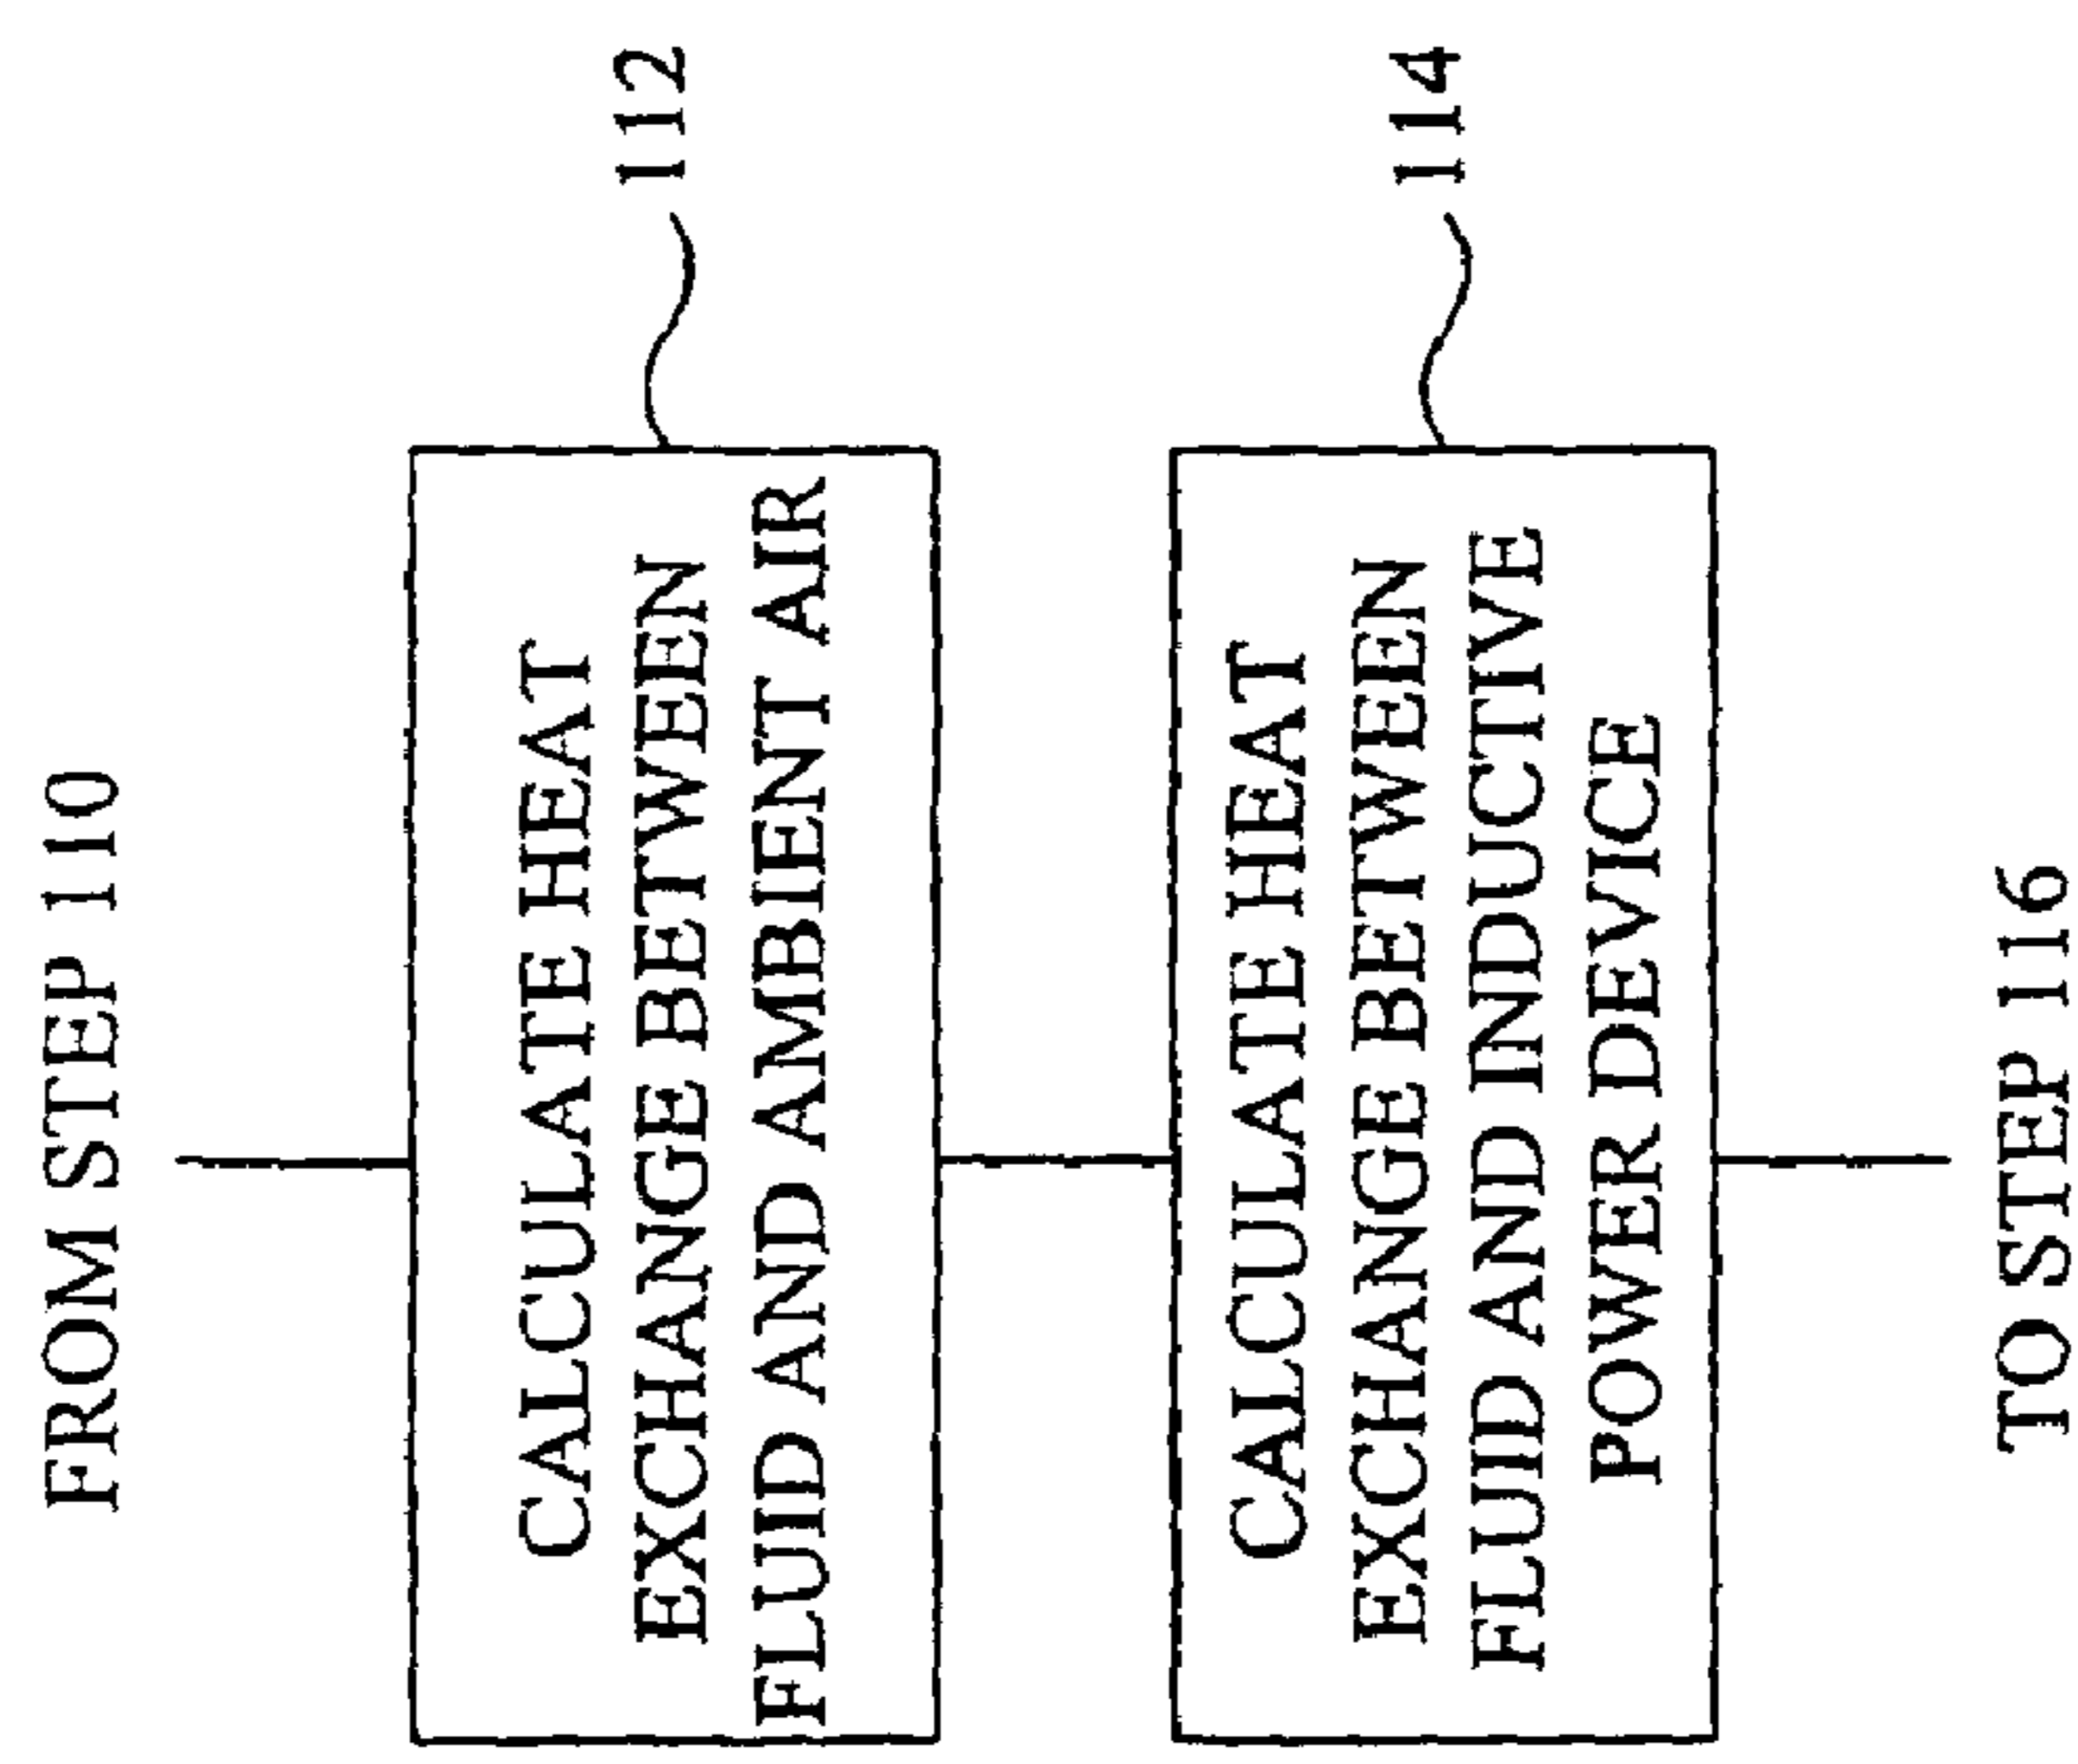 FROM STEP 110
CALCULATE HEAT
EXCHANGE BETWEEN
FLUID AND AMBIENT AIR
112
CALCULATE HEAT
EXCHANGE BETWEEN
FLUID AND INDUCTIVE
POWER DEVICE
114
TO STEP 116